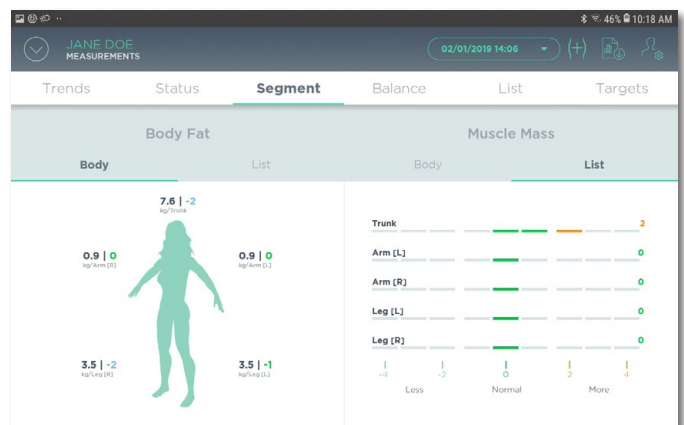 46% 10:18 AM
JANE DOE
MEASUREMENTS
02/01/2019 14:06
Trends Status Segment Balance List Targets
Body Fat
Muscle Mass
Body List
Body List
7.6 | -2
kg/Trunk
0.9 | 0
kg/Arm [R]
0.9 | 0
kg/Arm [L]
3.5 | -2
kg/Leg [R]
3.5 | -1
kg/Leg [L]
Trunk 2
Arm [L] 0
Arm [R] 0
Leg [L] 0
Leg [R] 0
-4 -2 0 2 4
Less Normal More